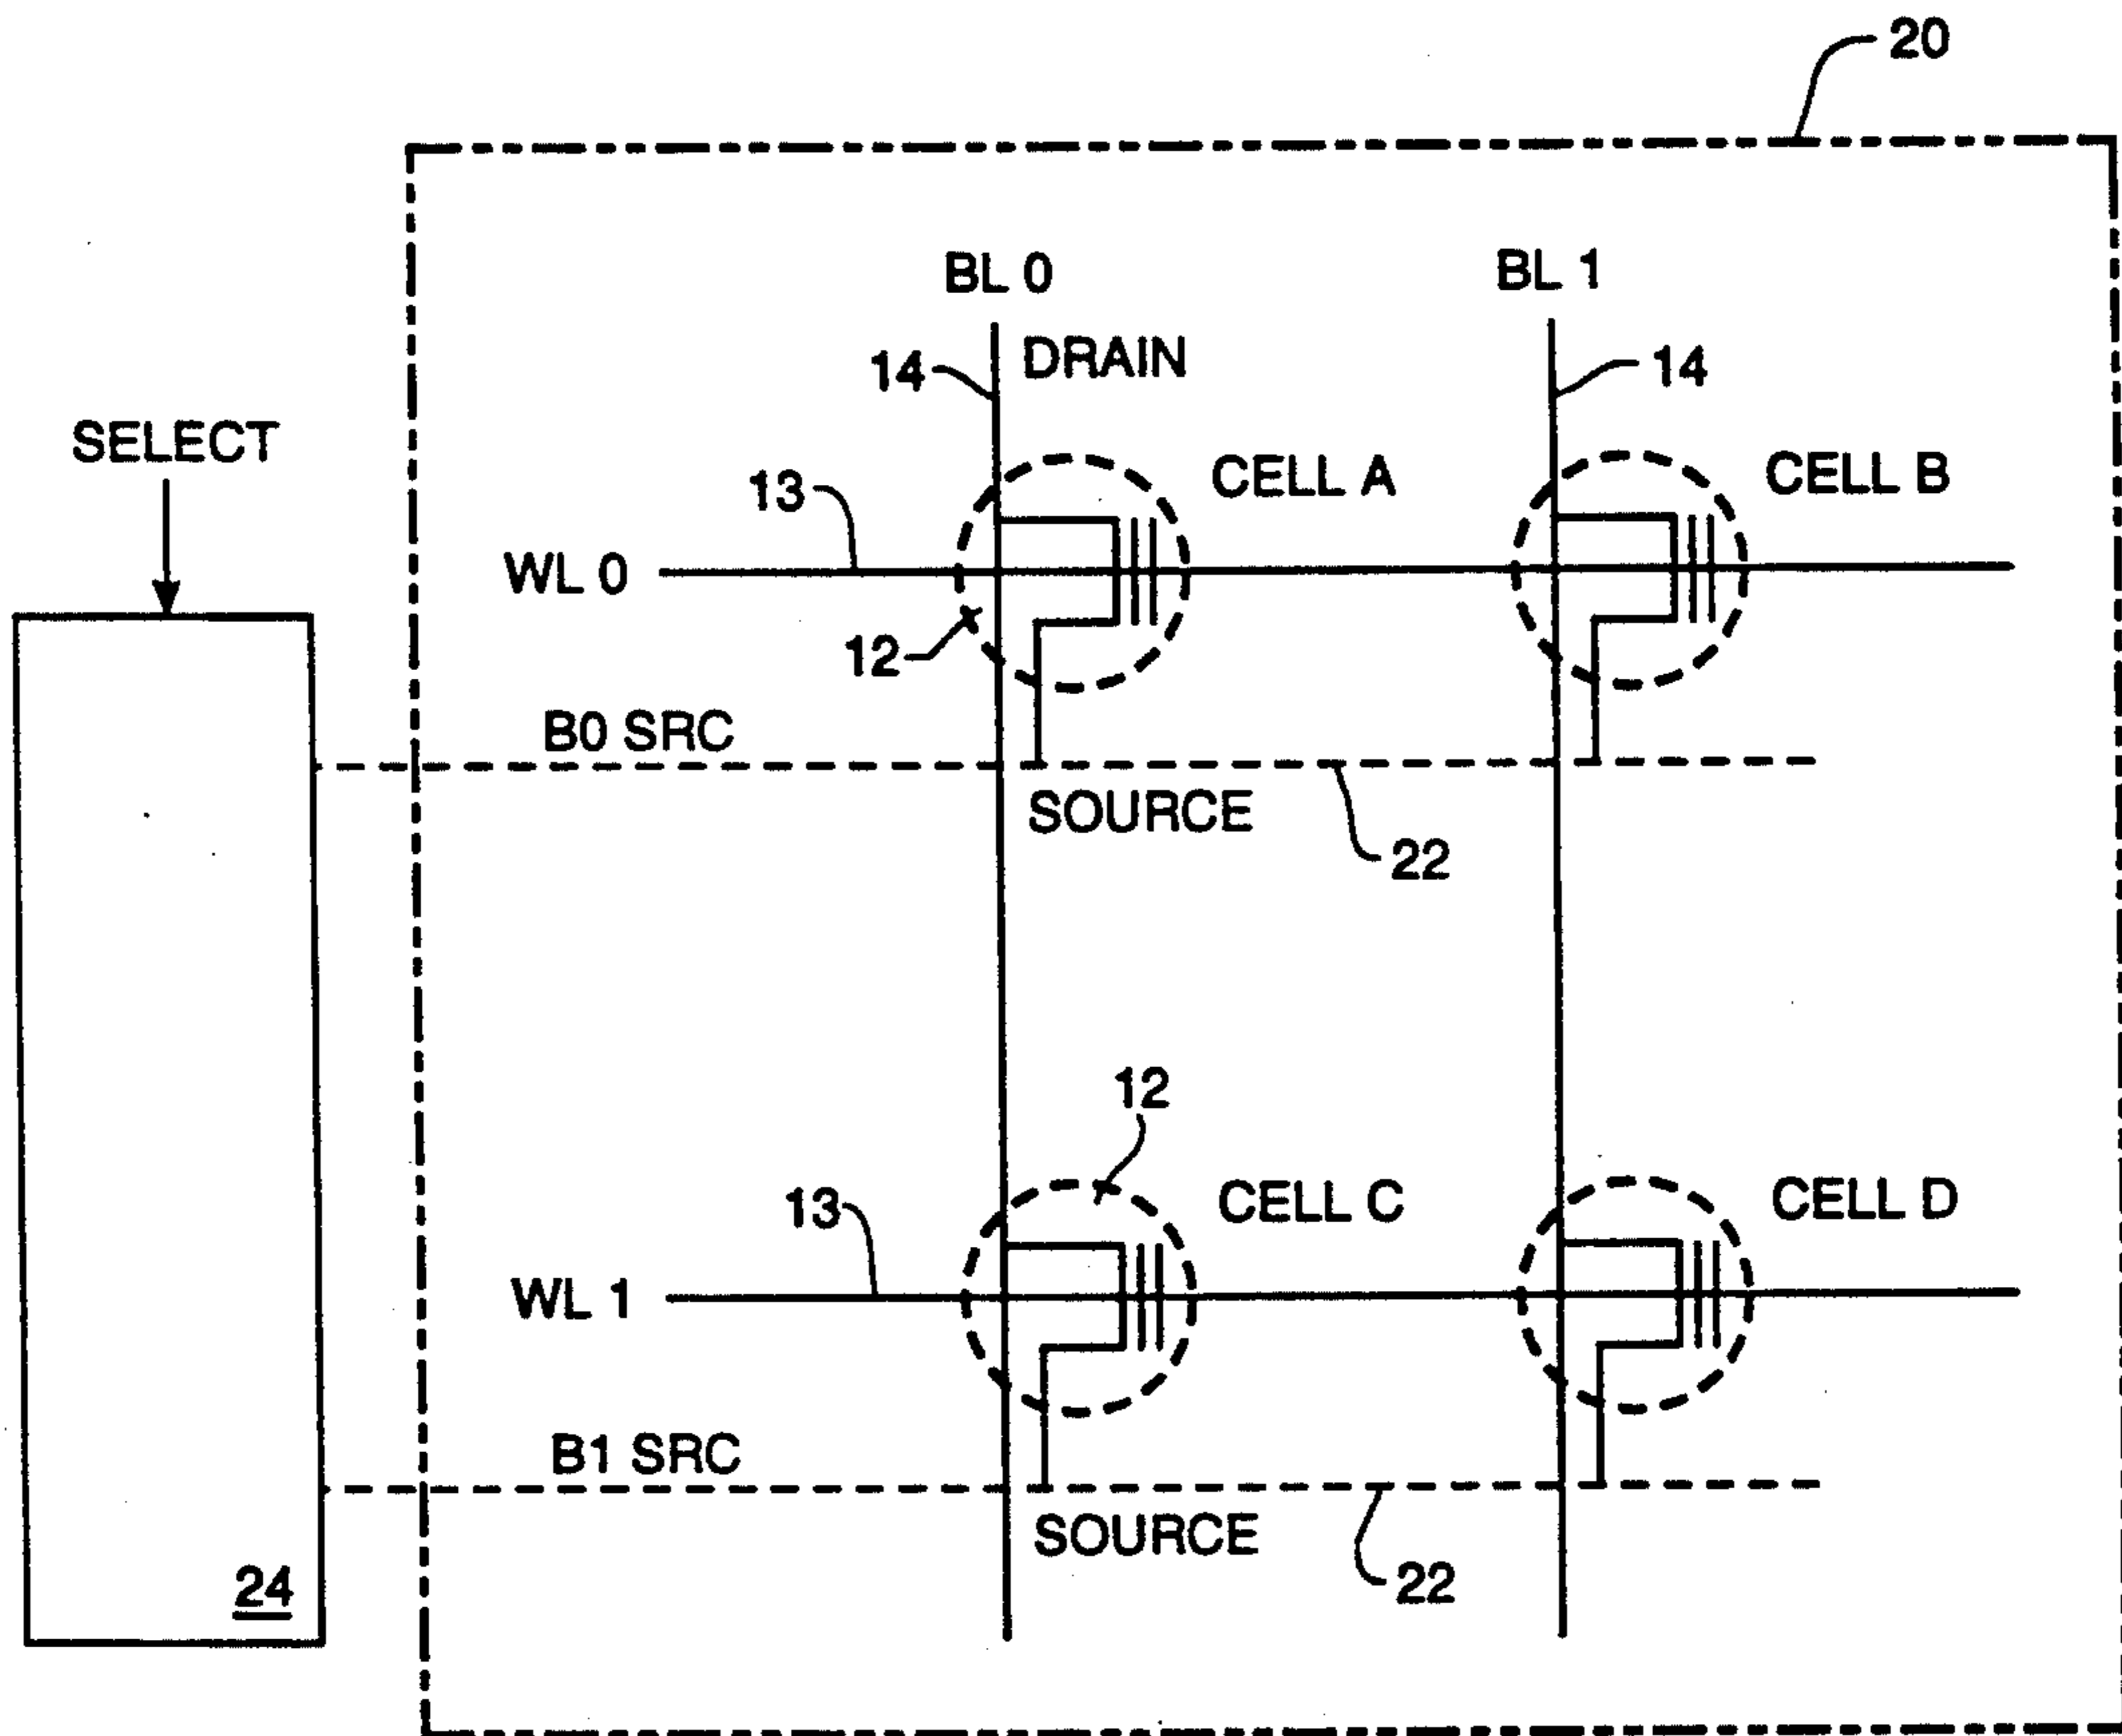 20
BL 0
BL 1
DRAIN
14
14
SELECT
13
CELL A
CELL B
WL 0
12
B0 SRC
SOURCE
22
12
13
CELL C
CELL D
WL 1
B1 SRC
SOURCE
22
24